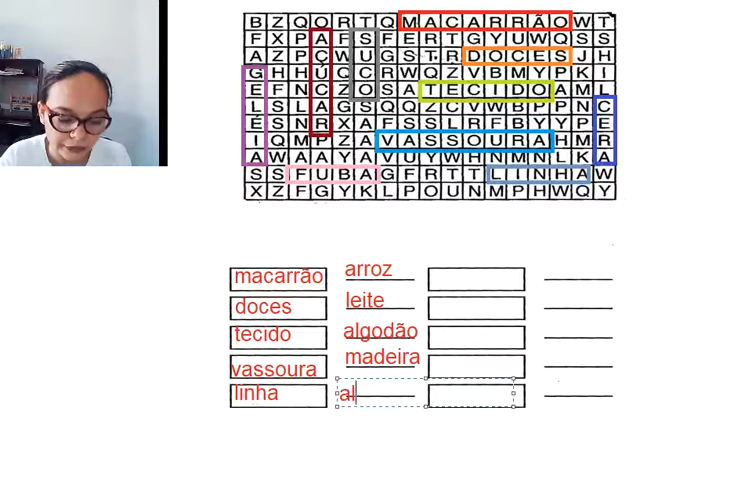 B Z Q O R T Q M A C A R R Ã O W T
F X P A F S F E R T G Y U W Q S S
A Z P Ç W U G S T R D O C E S J H
G H H Ú Q C R W Q Z V B M Y P K I
E F N C Z O S A T E C I D O A M L
L S L A G S Q Q Z C X W S P P N C
É S N R X A F S S L R F B Y Y P E
I Q M P Z A V A S S O U R A H M R
A W A A Y A V U Y W H N M N L K A
S S F U B A G F R T T L I N H A W
X Z F G Y K L P O U N M P H W Q Y
macarrão arroz
doces leite
tecido algodão
vassoura madeira
linha al